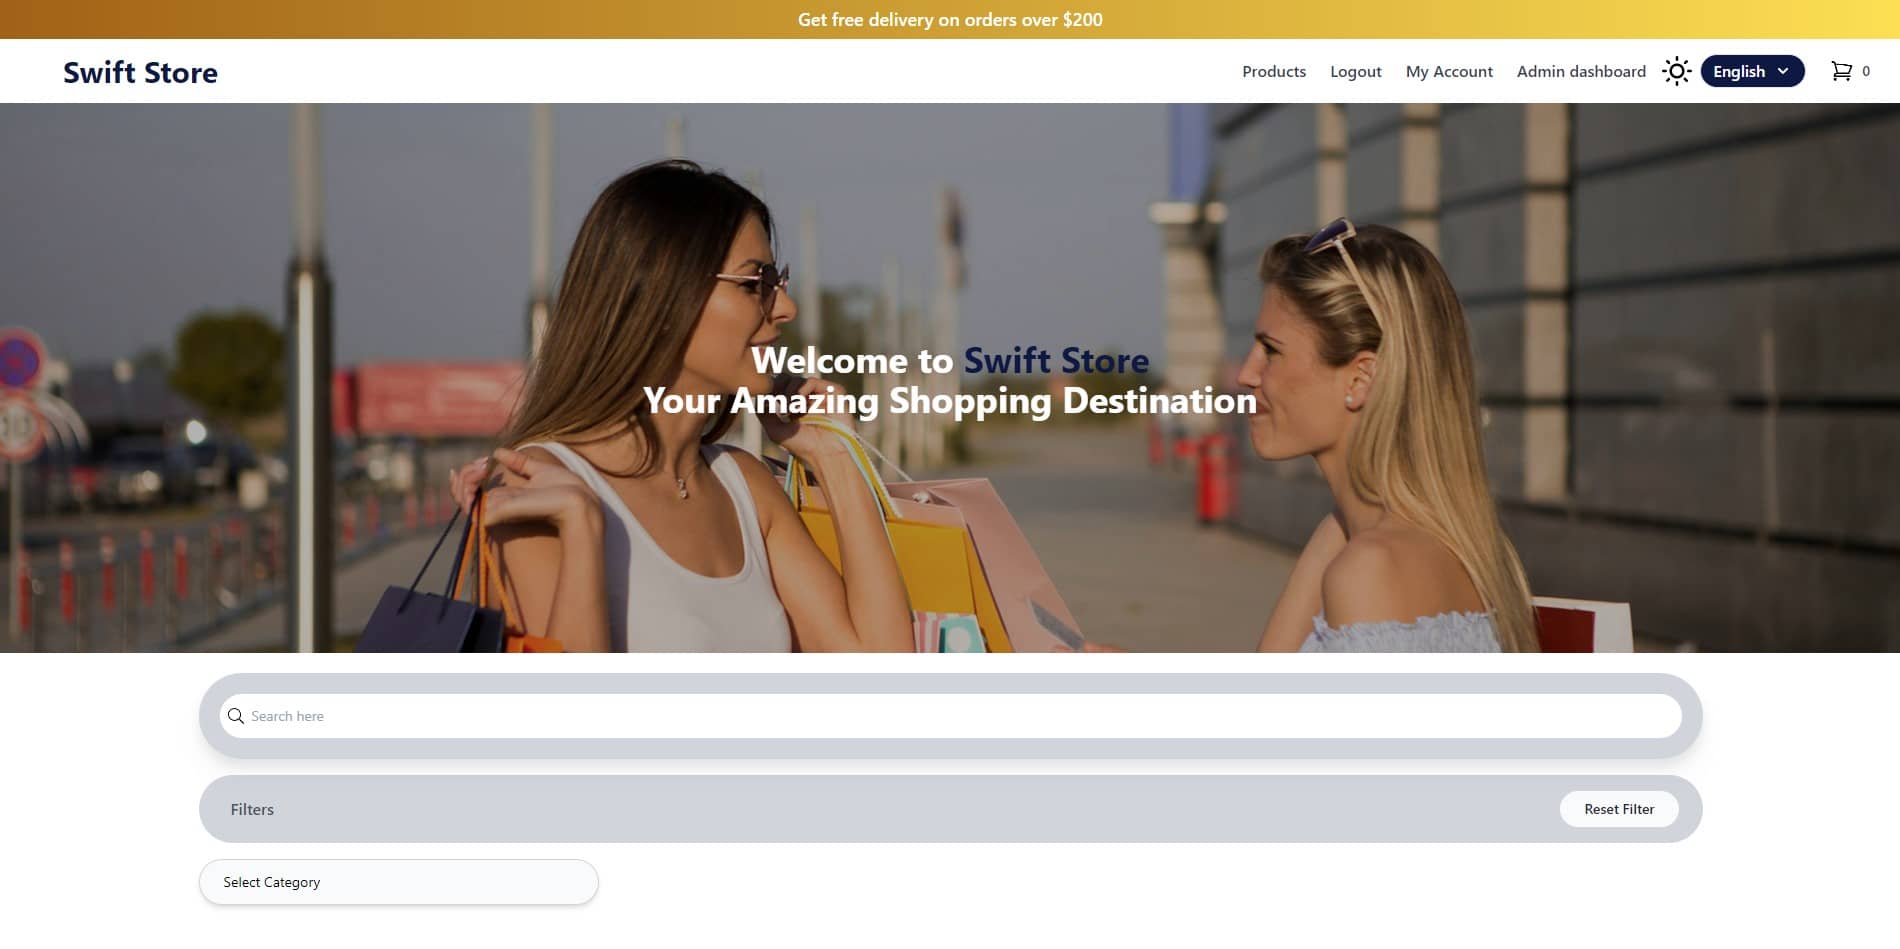 Get free delivery on orders over $200
Swift Store
Products Logout My Account Admin dashboard English 0
Welcome to Swift Store
Your Amazing Shopping Destination
Search here
Filters Reset Filter
Select Category